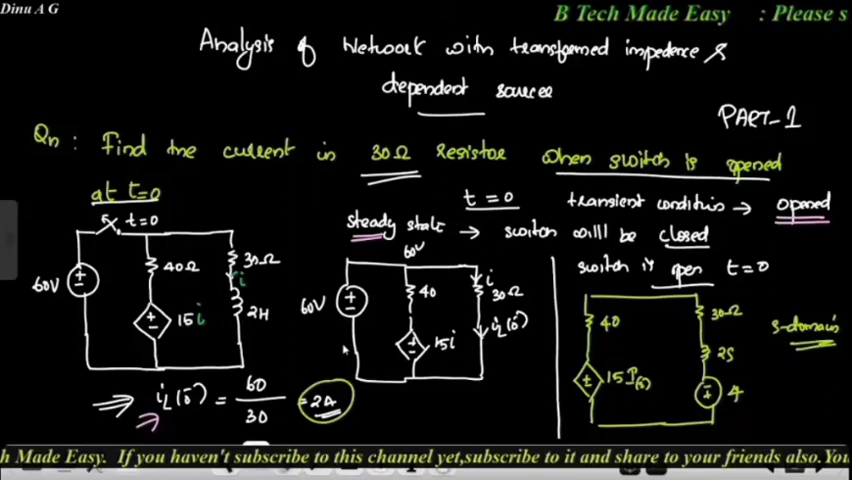 Dinu A G
B Tech Made Easy : Please s
Analysis of Network with transformed impedence &
dependent source
PART-1
Qn : Find the current in 30Ω resistor when switch is opened
at t=0
t = 0 transient condition → opened
steady state → switch will be closed
switch is open t=0
t=0
60V
40Ω
30Ω
i
15i
2H
60V
60V
40
i
30Ω
iL(0⁻)
15i
40
30Ω
2S
15I(s)
4
s-domain
⇒ iL(0⁻) = 60/30 = 2A
h Made Easy. If you haven't subscribe to this channel yet,subscribe to it and share to your friends also.You